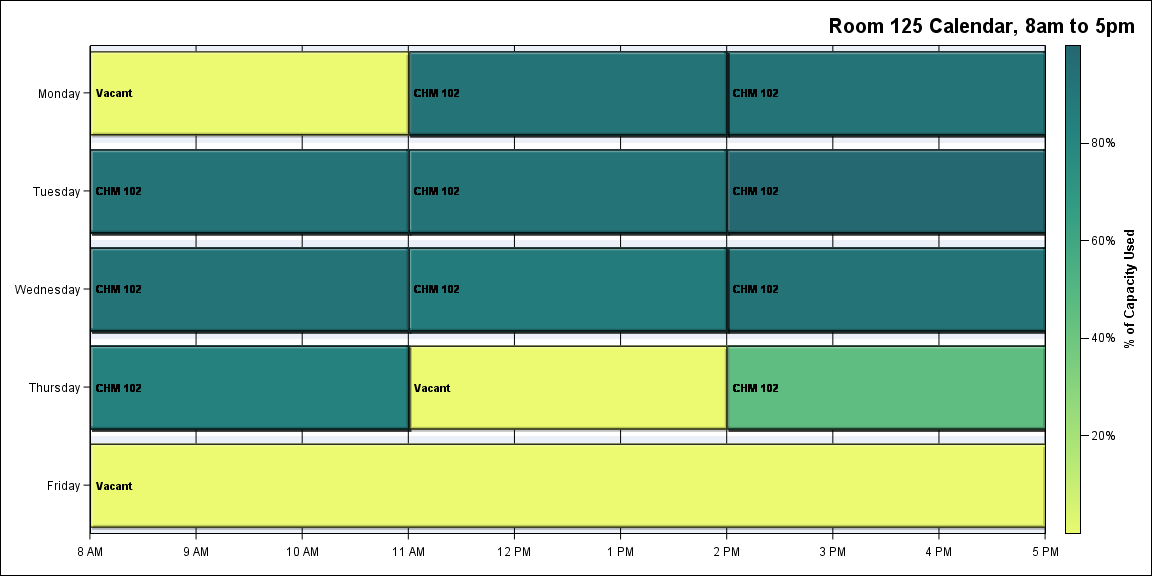 Room 125 Calendar, 8am to 5pm
Monday
Vacant
CHM 102
CHM 102
Tuesday
CHM 102
CHM 102
CHM 102
Wednesday
CHM 102
CHM 102
CHM 102
Thursday
CHM 102
Vacant
CHM 102
Friday
Vacant
8 AM
9 AM
10 AM
11 AM
12 PM
1 PM
2 PM
3 PM
4 PM
5 PM
80%
60%
40%
20%
% of Capacity Used